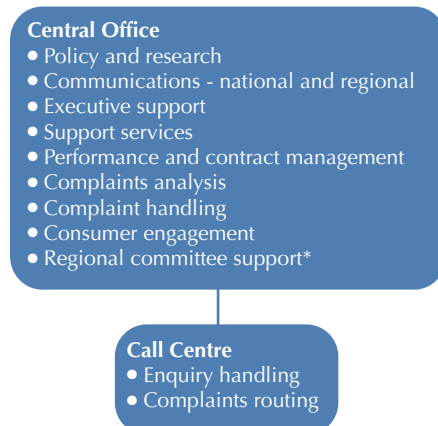 Central Office
• Policy and research
• Communications - national and regional
• Executive support
• Support services
• Performance and contract management
• Complaints analysis
• Complaint handling
• Consumer engagement
• Regional committee support*
Call Centre
• Enquiry handling
• Complaints routing